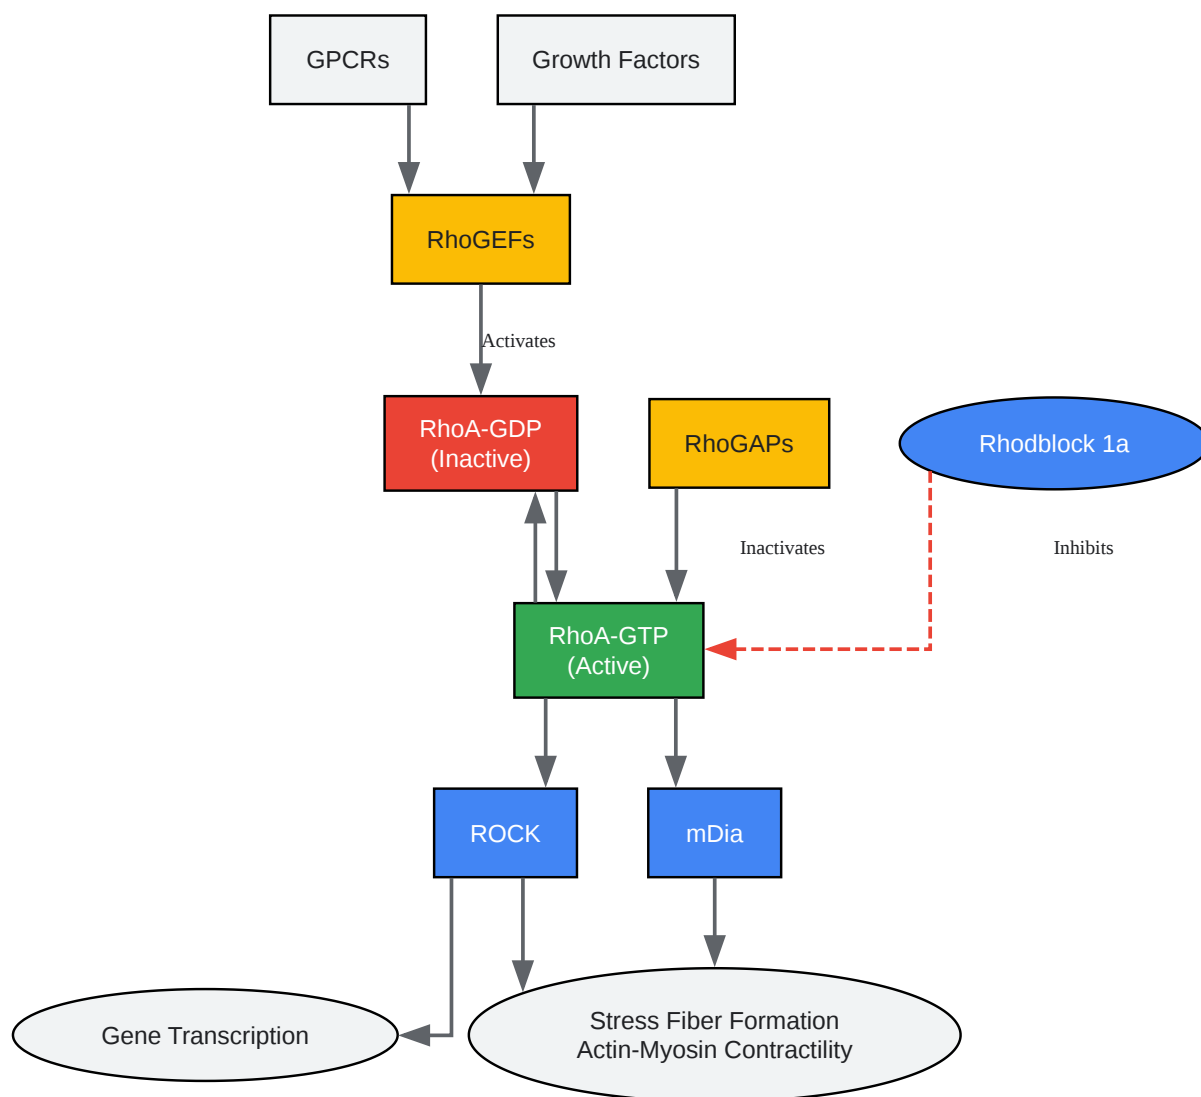 GPCRs
Growth Factors
RhoGEFs
Activates
RhoA-GDP
(Inactive)
RhoGAPs
Rhodblock 1a
Inactivates
Inhibits
RhoA-GTP
(Active)
ROCK
mDia
Gene Transcription
Stress Fiber Formation
Actin-Myosin Contractility